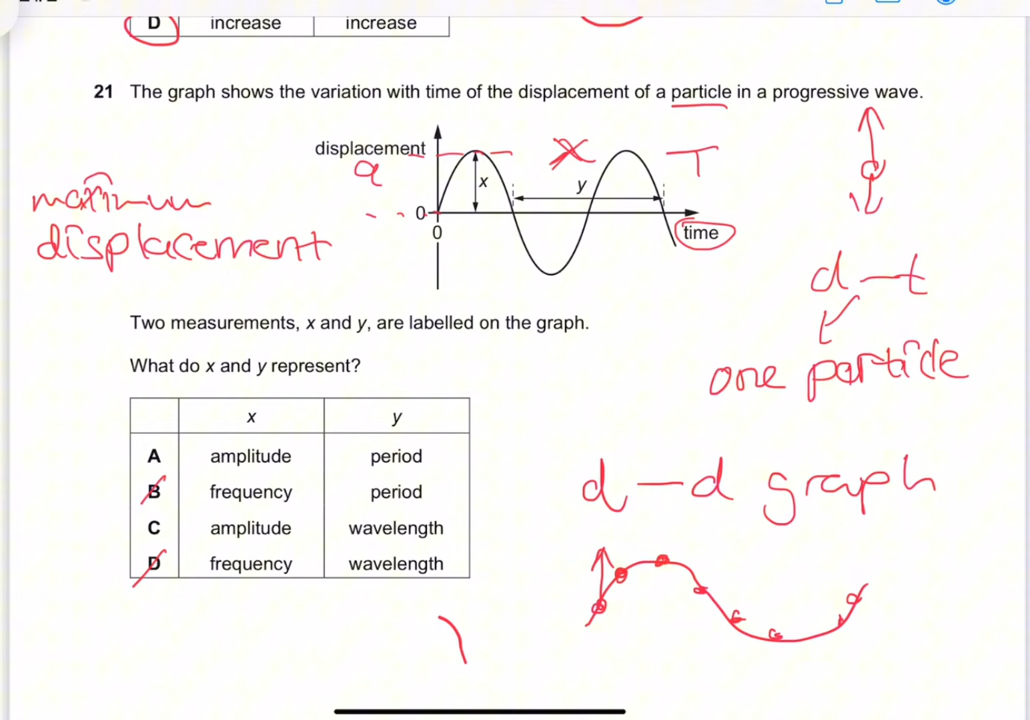 D increase increase
21 The graph shows the variation with time of the displacement of a particle in a progressive wave.
displacement
a
x
y
T
0
0
time
maximum
displacement
d-t
one particle
Two measurements, x and y, are labelled on the graph.
What do x and y represent?
x y
A amplitude period
B frequency period
C amplitude wavelength
D frequency wavelength
d-d graph